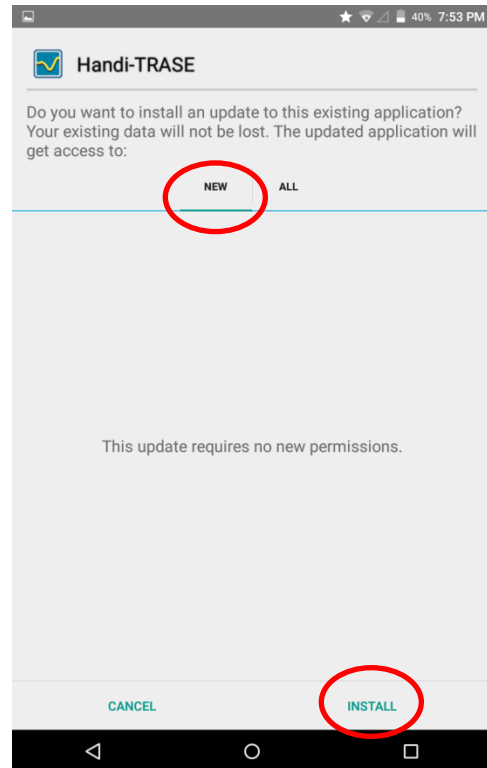 40% 7:53 PM
Handi-TRASE
Do you want to install an update to this existing application?
Your existing data will not be lost. The updated application will
get access to:
NEW ALL
This update requires no new permissions.
CANCEL INSTALL